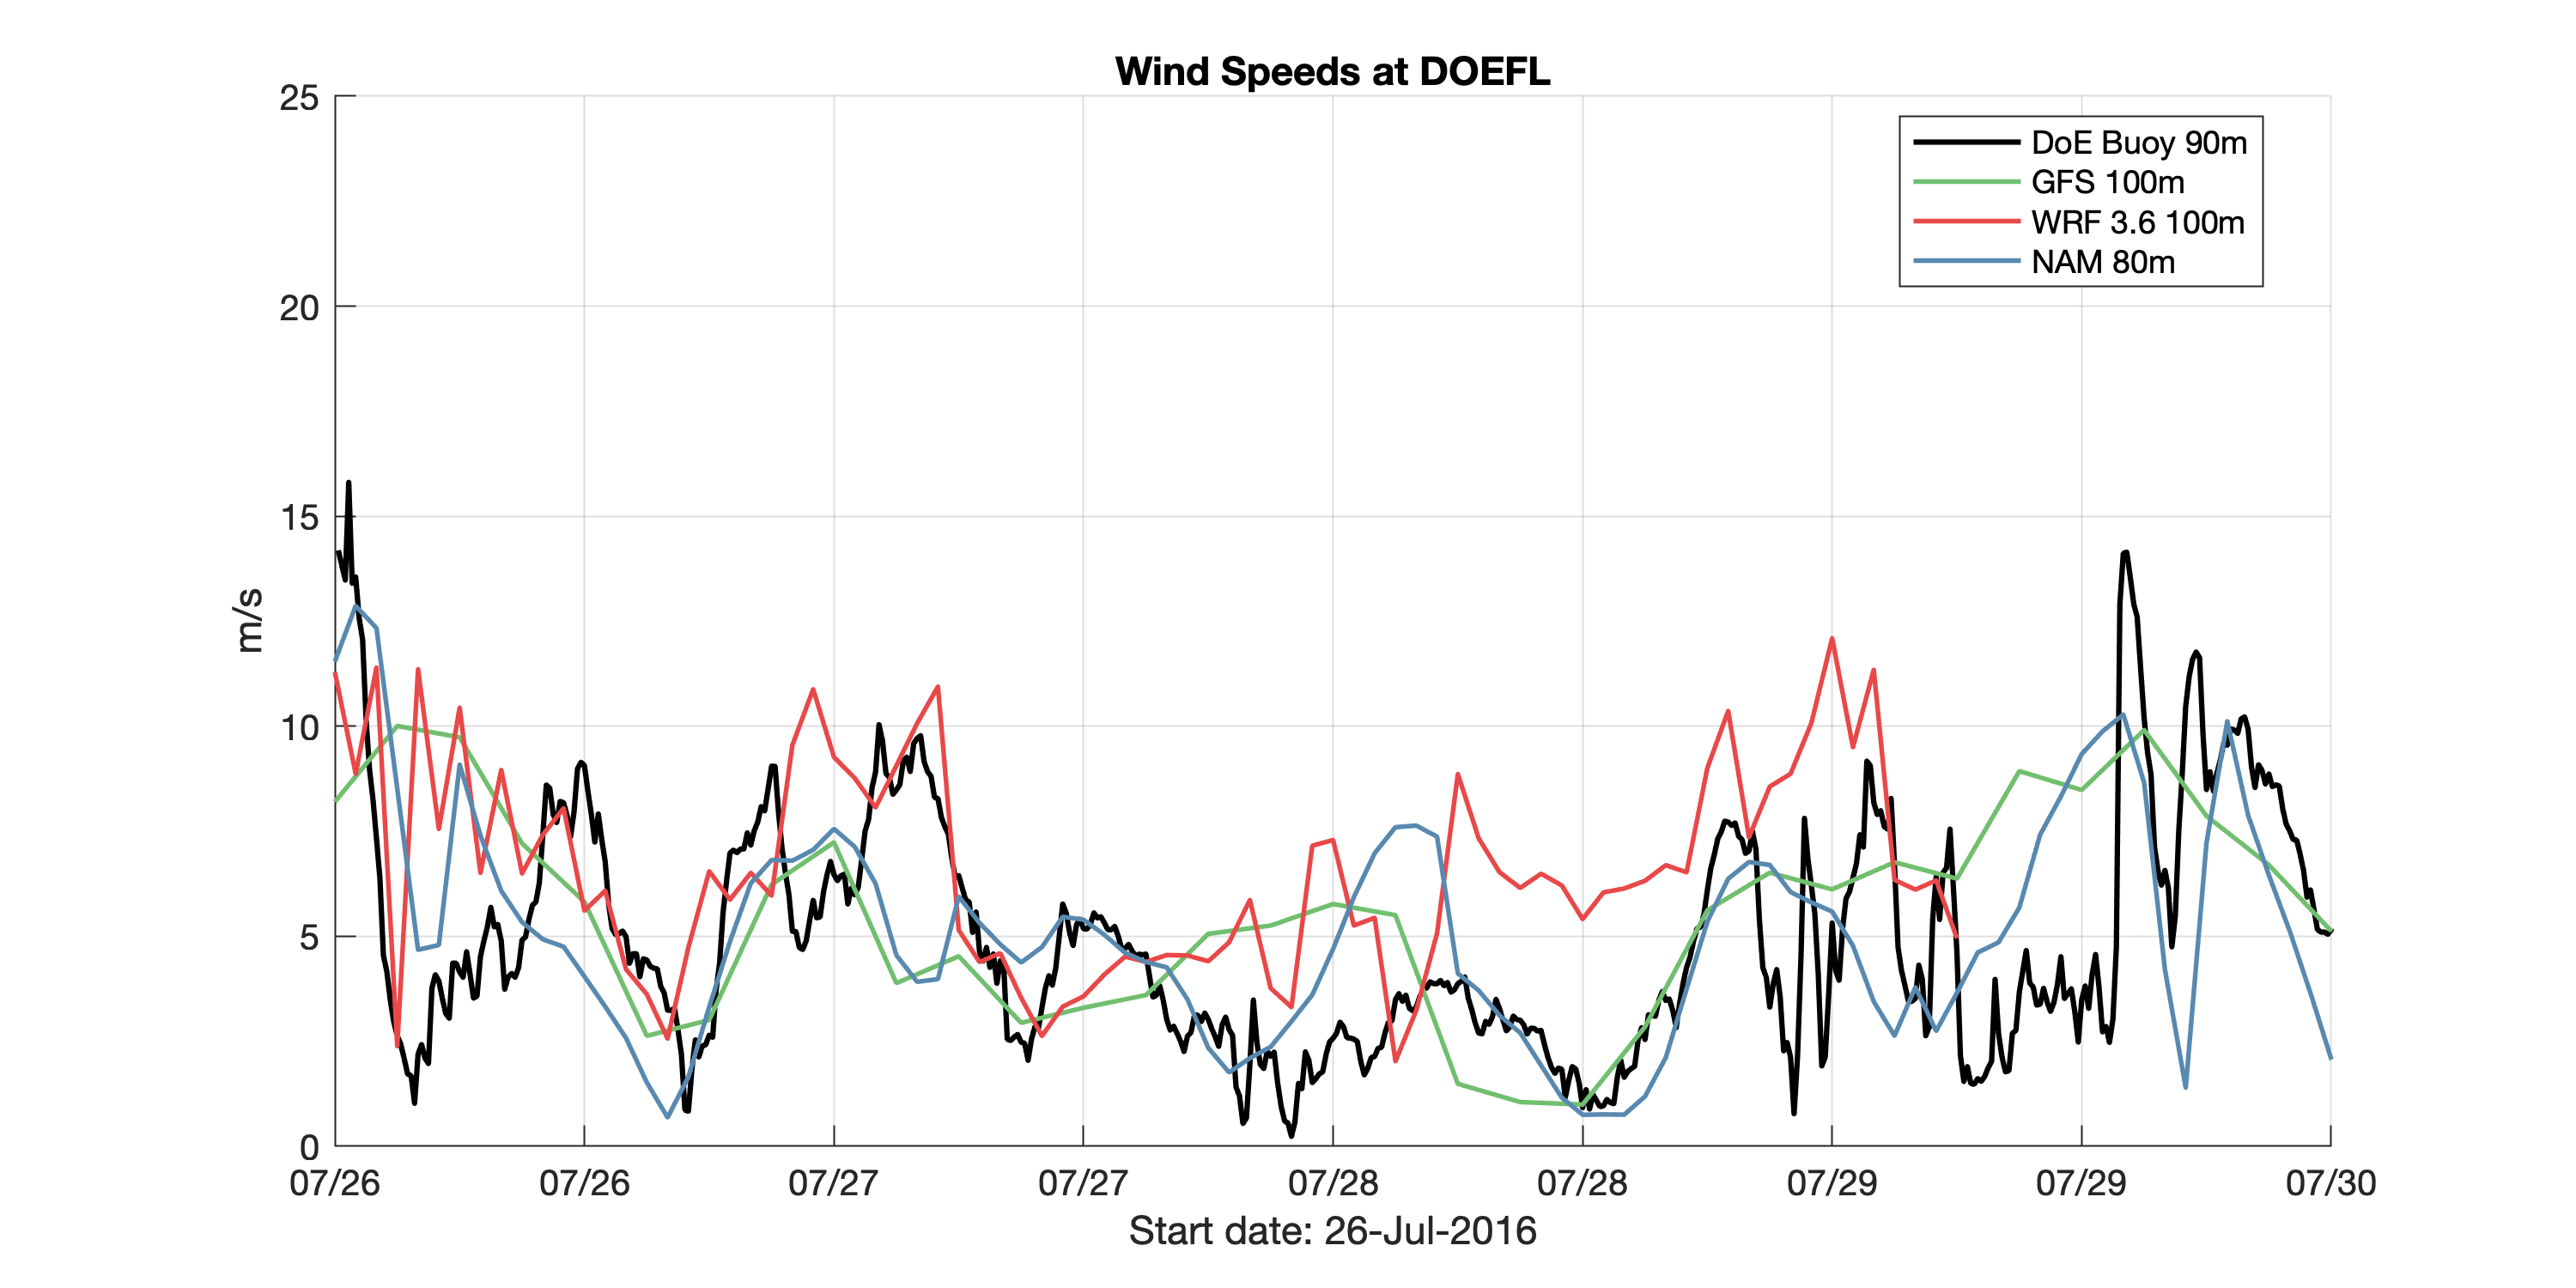 Wind Speeds at DOEFL
25
20
15
10
5
0
m/s
DoE Buoy 90m
GFS 100m
WRF 3.6 100m
NAM 80m
07/26 07/26 07/27 07/27 07/28 07/28 07/29 07/29 07/30
Start date: 26-Jul-2016